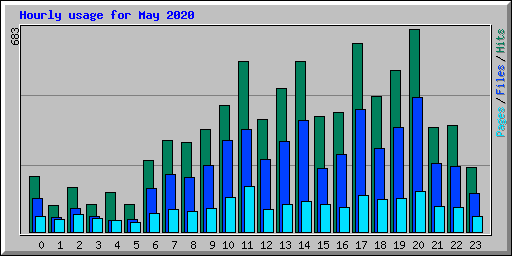 Hourly usage for May 2020
683
Pages / Files / Hits
0 1 2 3 4 5 6 7 8 9 10 11 12 13 14 15 16 17 18 19 20 21 22 23